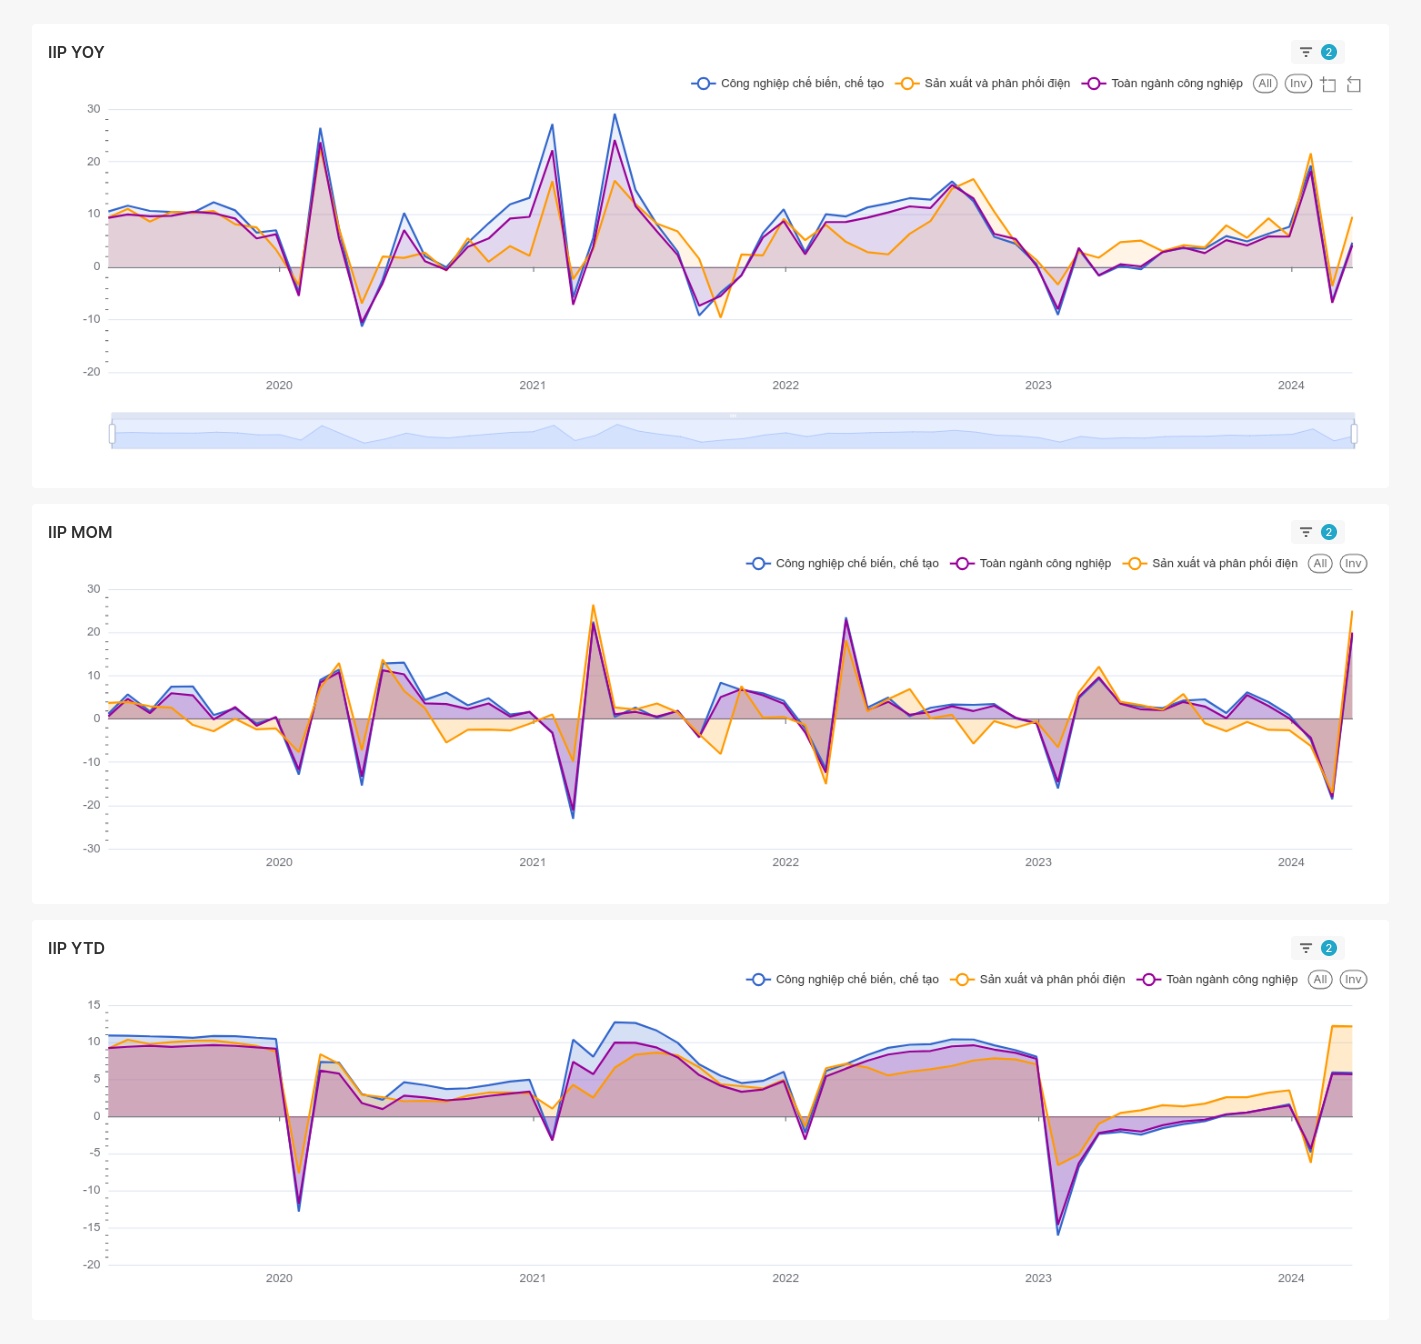 IIP YOY
2
Công nghiệp chế biến, chế tạo Sản xuất và phân phối điện Toàn ngành công nghiệp All Inv
30
20
10
0
-10
-20
2020 2021 2022 2023 2024
IIP MOM
2
Công nghiệp chế biến, chế tạo Toàn ngành công nghiệp Sản xuất và phân phối điện All Inv
30
20
10
0
-10
-20
-30
2020 2021 2022 2023 2024
IIP YTD
2
Công nghiệp chế biến, chế tạo Sản xuất và phân phối điện Toàn ngành công nghiệp All Inv
15
10
5
0
-5
-10
-15
-20
2020 2021 2022 2023 2024